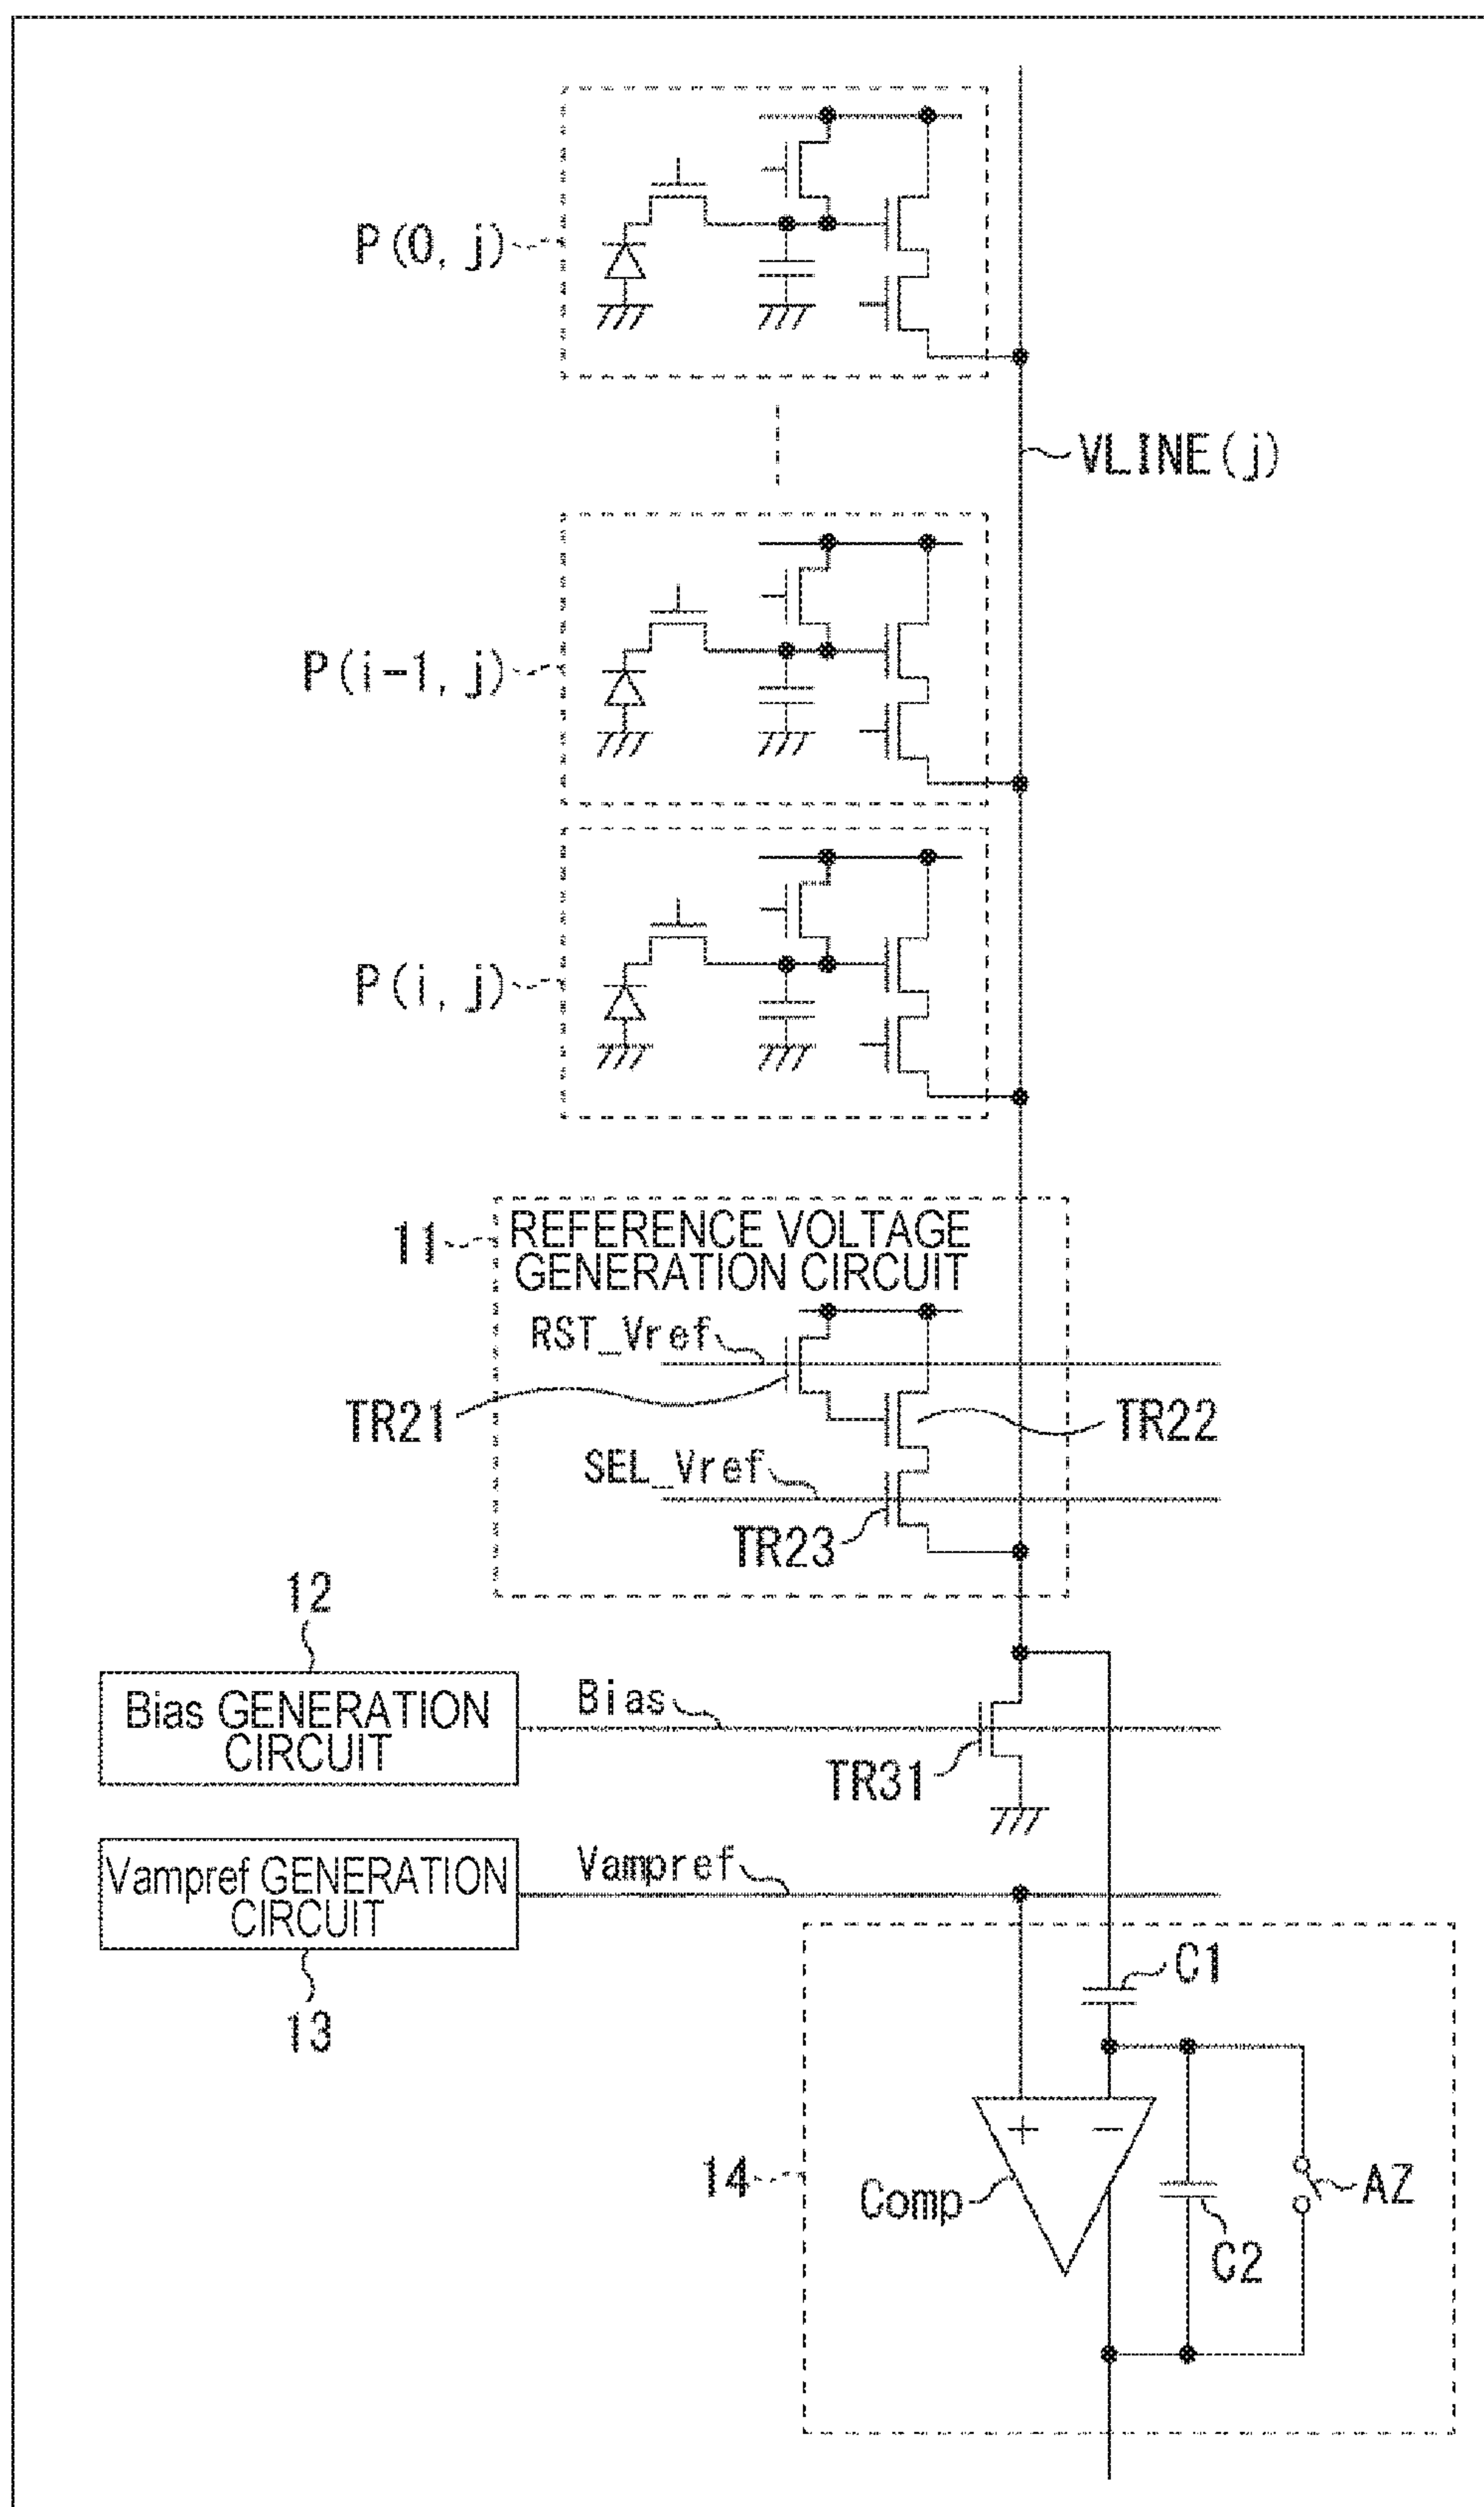 P(0, j)
VLINE(j)
P(i-1, j)
P(i, j)
11
REFERENCE VOLTAGE
GENERATION CIRCUIT
RST_Vref
TR21
TR22
SEL_Vref
TR23
12
Bias GENERATION
CIRCUIT
Bias
TR31
Vampref GENERATION
CIRCUIT
Vampref
13
C1
+
−
14
Comp
C2
AZ